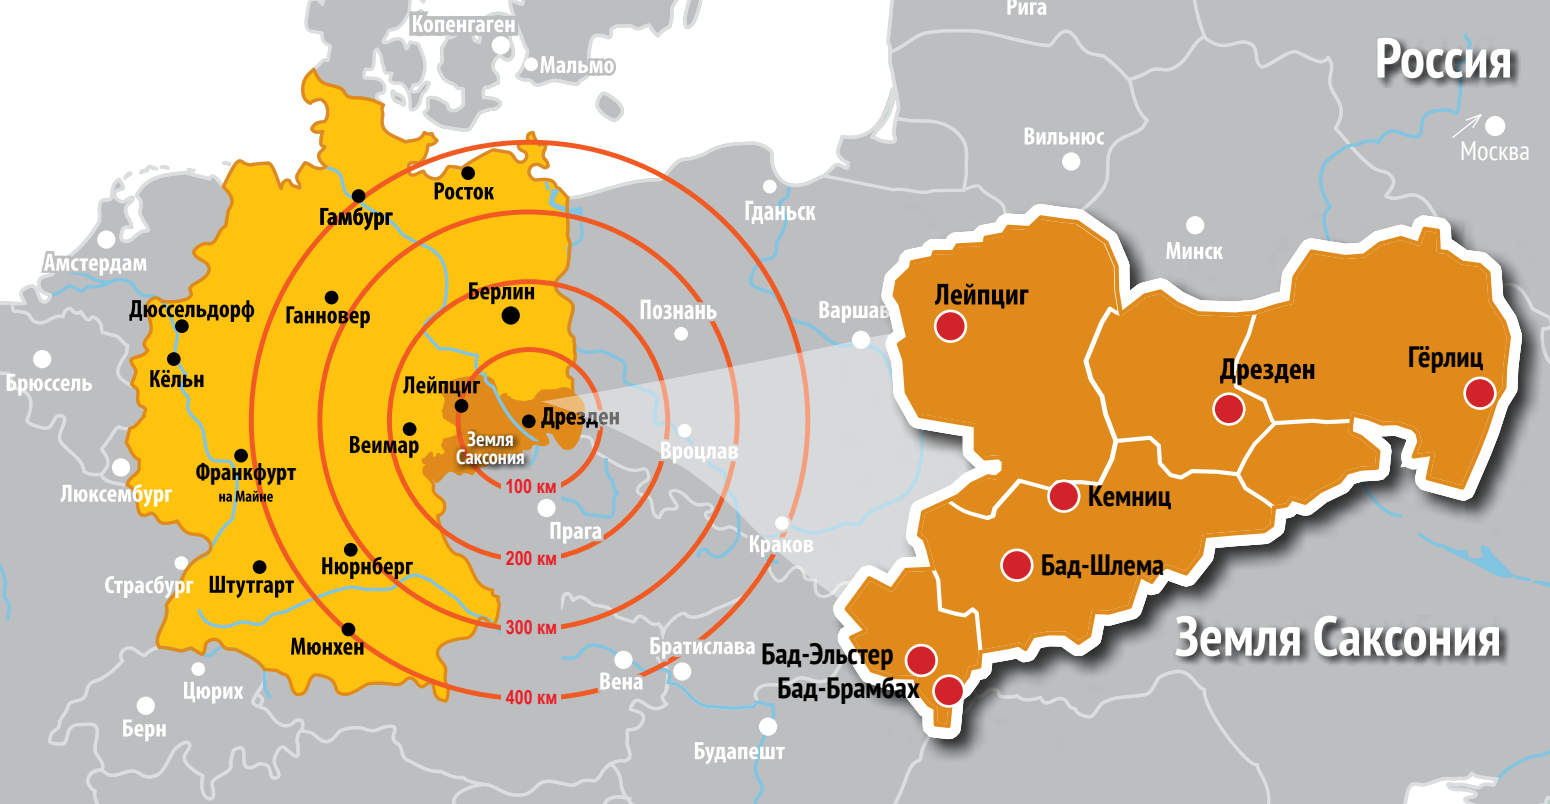 Рига
Копенгаген
Россия
Мальмо
Вильнюс
Москва
Росток
Гамбург
Гданьск
Минск
Амстердам
Берлин
Лейпциг
Дюссельдорф
Ганновер
Познань
Варшав
Гёрлиц
Дрезден
Кёльн
Брюссель
Лейпциг
Дрезден
Веимар
Земля
Саксония
Вроцлав
Франкфурт
на Майне
Люксембург
100 км
Кемниц
Прага
Краков
200 км
Нюрнберг
Бад-Шлема
Страсбург
Штутгарт
300 км
Земля Саксония
Мюнхен
Братислава
Бад-Эльстер
Вена
Цюрих
Бад-Брамбах
400 км
Берн
Будапешт